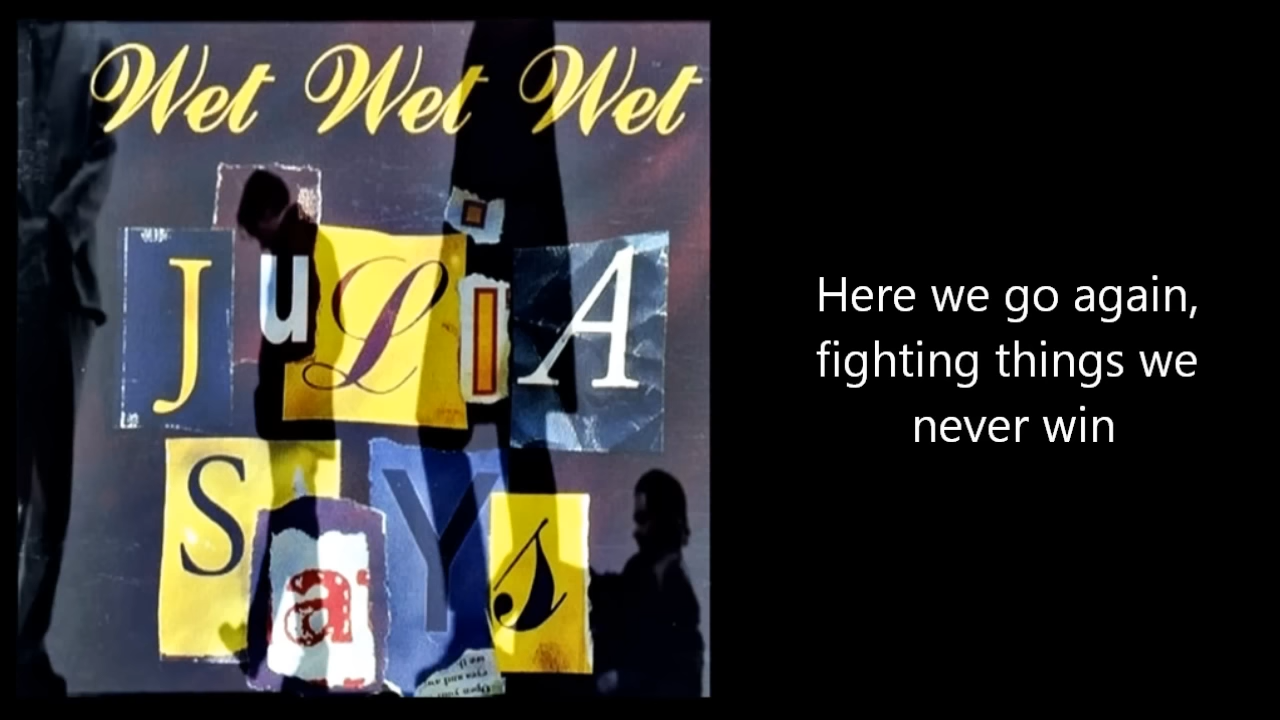 Wet Wet Wet
JuLiA
SaYs
Here we go again,
fighting things we
never win